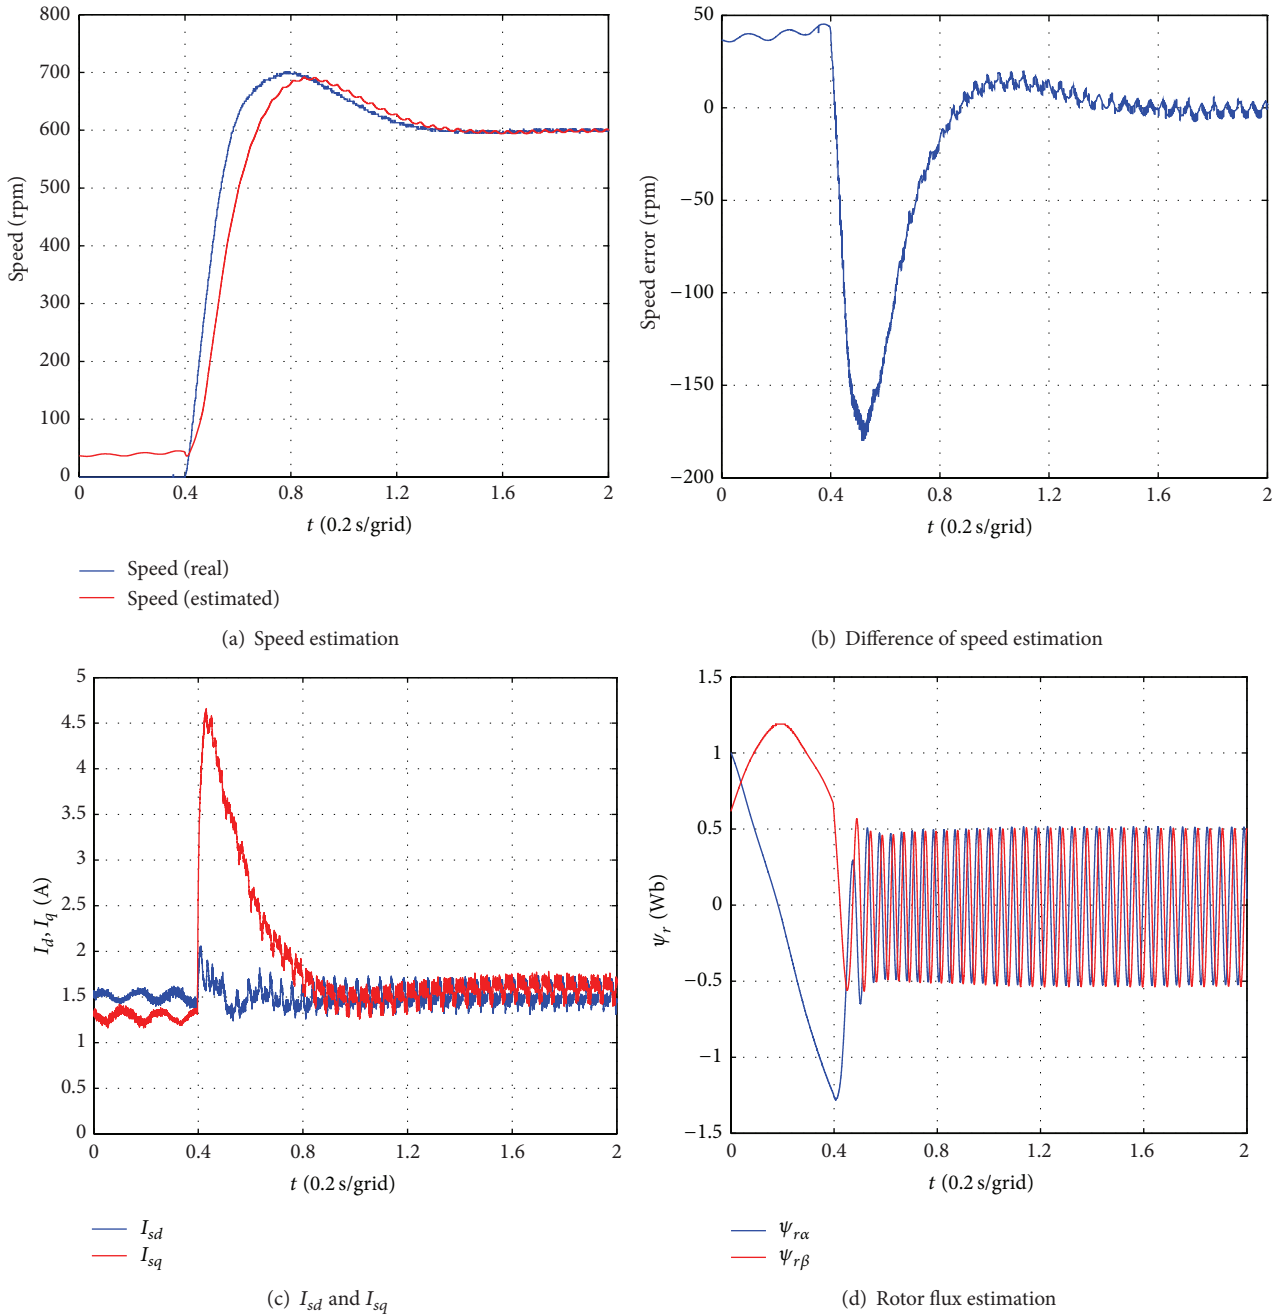 800
700
600
500
400
300
200
100
0
Speed (rpm)
0 0.4 0.8 1.2 1.6 2
t (0.2 s/grid)
Speed (real)
Speed (estimated)
(a) Speed estimation
50
0
−50
−100
−150
−200
Speed error (rpm)
0 0.4 0.8 1.2 1.6 2
t (0.2 s/grid)
(b) Difference of speed estimation
5
4.5
4
3.5
3
2.5
2
1.5
1
0.5
0
I_d, I_q (A)
0 0.4 0.8 1.2 1.6 2
t (0.2 s/grid)
I_sd
I_sq
(c) I_sd and I_sq
1.5
1
0.5
0
−0.5
−1
−1.5
ψ_r (Wb)
0 0.4 0.8 1.2 1.6 2
t (0.2 s/grid)
ψ_rα
ψ_rβ
(d) Rotor flux estimation